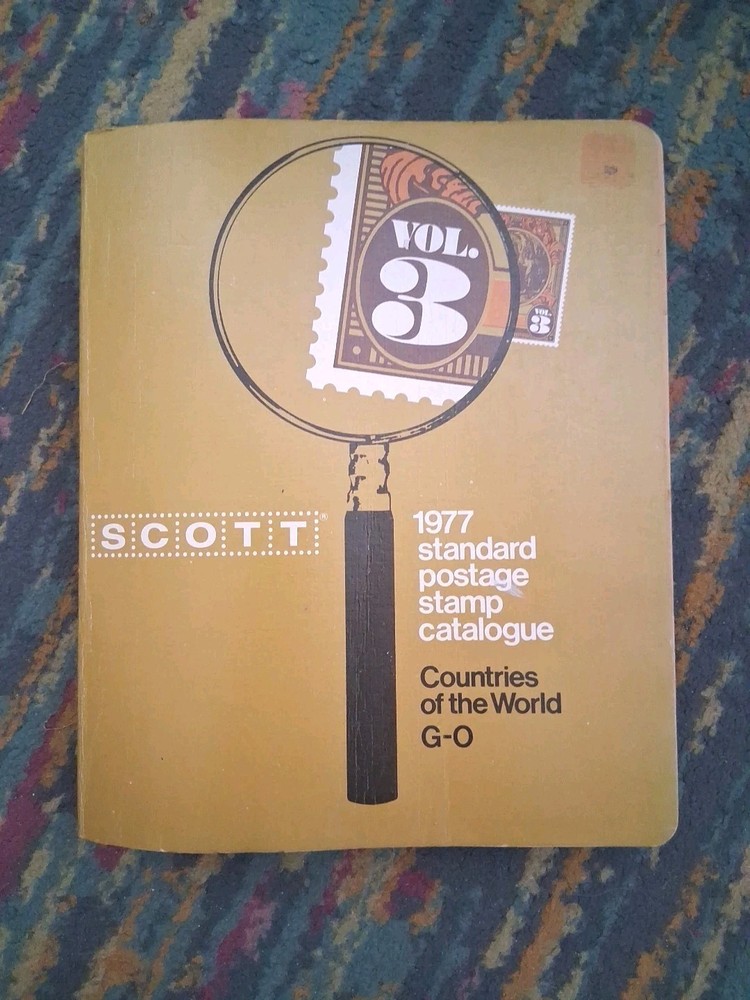 VOL.
3
VOL.
3
SCOTT®
1977
standard
postage
stamp
catalogue
Countries
of the World
G-O